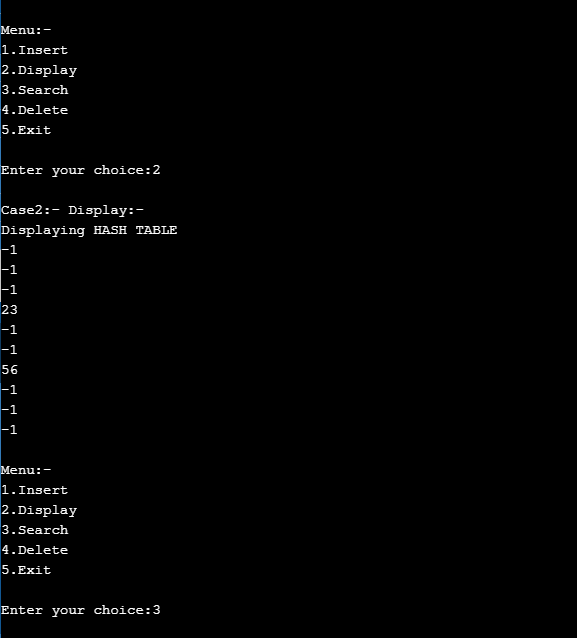 Menu:-
1.Insert
2.Display
3.Search
4.Delete
5.Exit
Enter your choice:2
Case2:- Display:-
Displaying HASH TABLE
-1
-1
-1
23
-1
-1
56
-1
-1
-1
Menu:-
1.Insert
2.Display
3.Search
4.Delete
5.Exit
Enter your choice:3